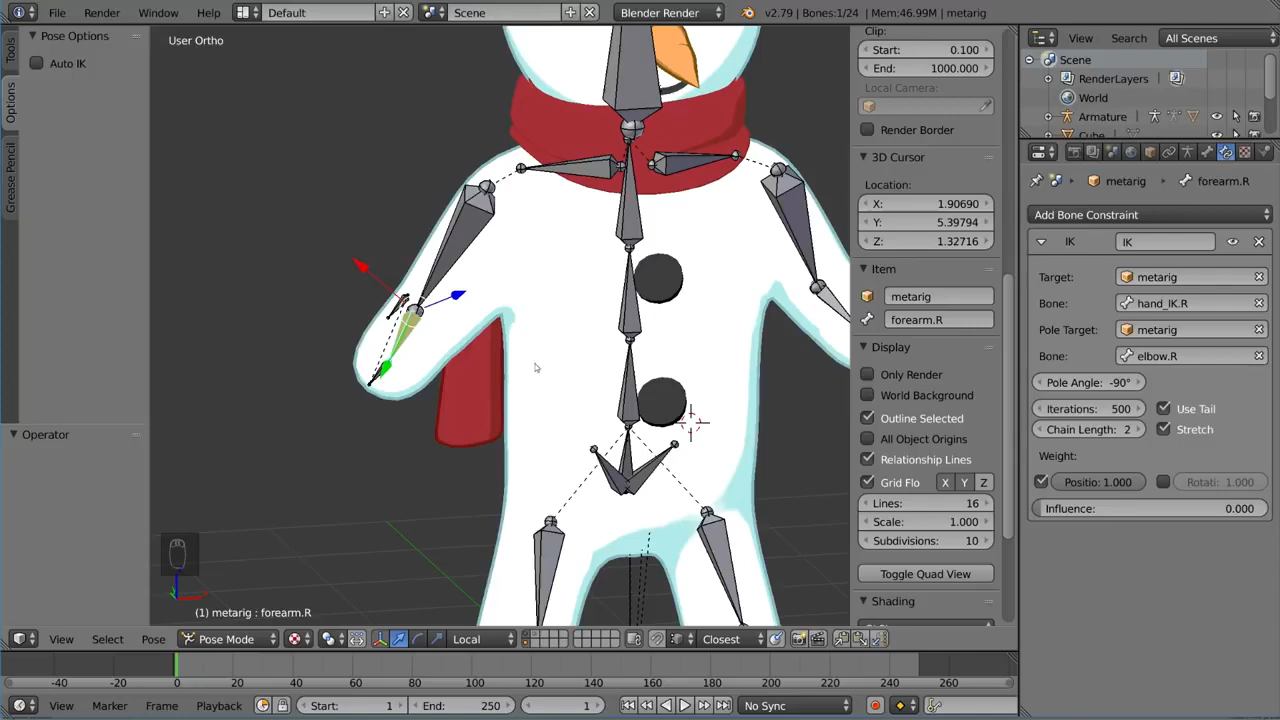 File Render Window Help Default Scene Blender Render v2.79 | Bones:1/24 | Mem:46.99M | metarig
Pose Options
Auto IK
Tools
Options
Grease Pencil
Operator
User Ortho
(1) metarig : forearm.R
Clip:
Start: 0.100
End: 1000.000
Local Camera:
Render Border
3D Cursor
Location:
X: 1.90690
Y: 5.39794
Z: 1.32716
Item
metarig
forearm.R
Display
Only Render
World Background
Outline Selected
All Object Origins
Relationship Lines
Grid Flo X Y Z
Lines: 16
Scale: 1.000
Subdivisions: 10
Toggle Quad View
Shading
View Search All Scenes
Scene
RenderLayers
World
Armature
Cube
metarig forearm.R
Add Bone Constraint
IK IK
Target: metarig
Bone: hand_IK.R
Pole Target: metarig
Bone: elbow.R
Pole Angle: -90°
Iterations: 500 Use Tail
Chain Length: 2 Stretch
Weight:
Positio: 1.000 Rotati: 1.000
Influence: 0.000
View Select Pose Pose Mode Local Closest
-40 -20 0 20 40 60 80 100 120 140 160 180 200 220 240 260
View Marker Frame Playback Start: 1 End: 250 1 No Sync